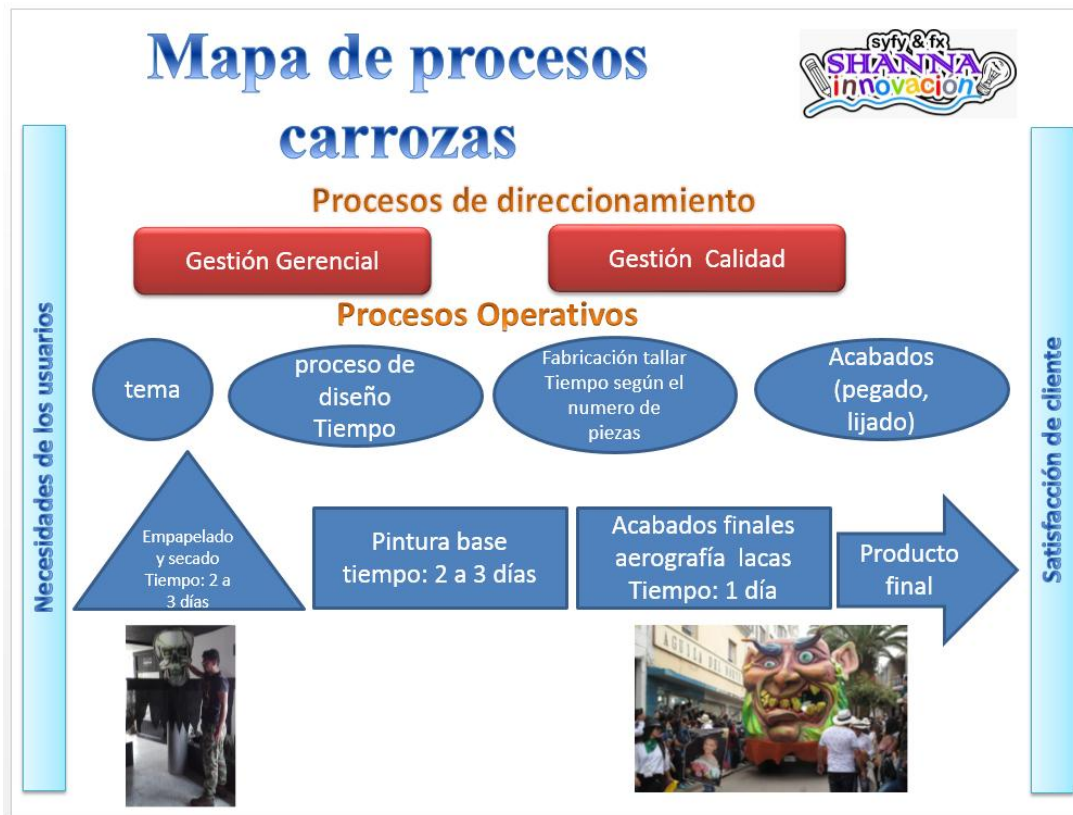 Mapa de procesos
carrozas
syfy & fx
SHANNA
innovacion
Necesidades de los usuarios
Procesos de direccionamiento
Gestión Gerencial
Gestión Calidad
Procesos Operativos
tema
proceso de
diseño
Tiempo
Fabricación tallar
Tiempo según el
numero de
piezas
Acabados
(pegado,
lijado)
Empapelado
y secado
Tiempo: 2 a
3 días
Pintura base
tiempo: 2 a 3 días
Acabados finales
aerografía lacas
Tiempo: 1 día
Producto
final
Satisfacción de cliente
AGUILA DEL